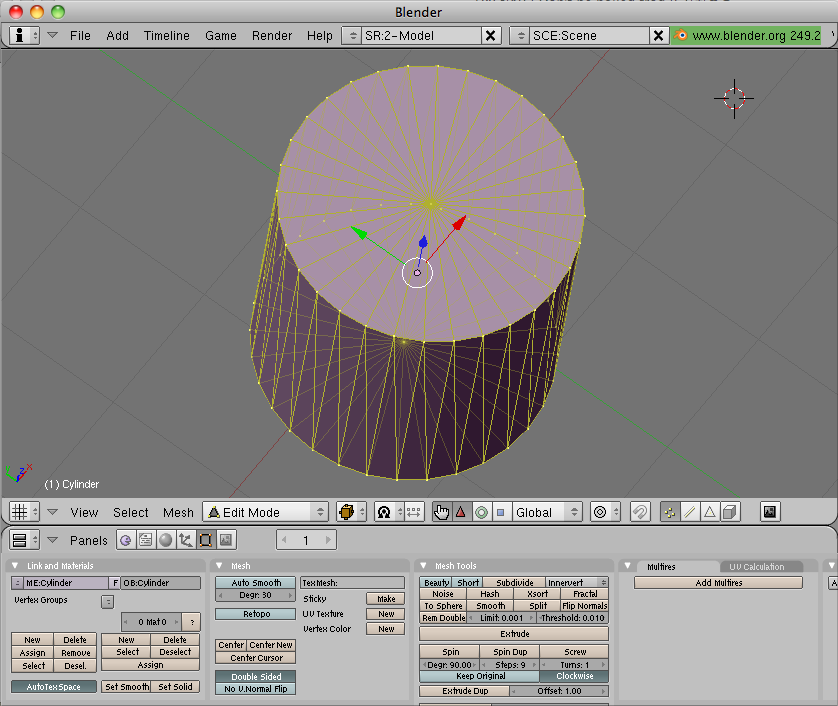 Blender
File Add Timeline Game Render Help SR:2-Model SCE:Scene www.blender.org 249.2
(1) Cylinder
View Select Mesh Edit Mode Global
Panels 1
Link and Materials
ME:Cylinder F OB:Cylinder
Vertex Groups
0 Mat 0 ?
New Delete New Delete
Assign Remove Select Deselect
Select Desel. Assign
AutoTexSpace Set Smooth Set Solid
Mesh
Auto Smooth TexMesh:
Degr: 30 Sticky Make
Retopo UV Texture New
Vertex Color New
Center Center New
Center Cursor
Double Sided
No V.Normal Flip
Mesh Tools
Beauty Short Subdivide Innervert
Noise Hash Xsort Fractal
To Sphere Smooth Split Flip Normals
Rem Double Limit: 0.001 Threshold: 0.010
Extrude
Spin Spin Dup Screw
Degr: 90.00 Steps: 9 Turns: 1
Keep Original Clockwise
Extrude Dup Offset: 1.00
Multires UV Calculation
Add Multires